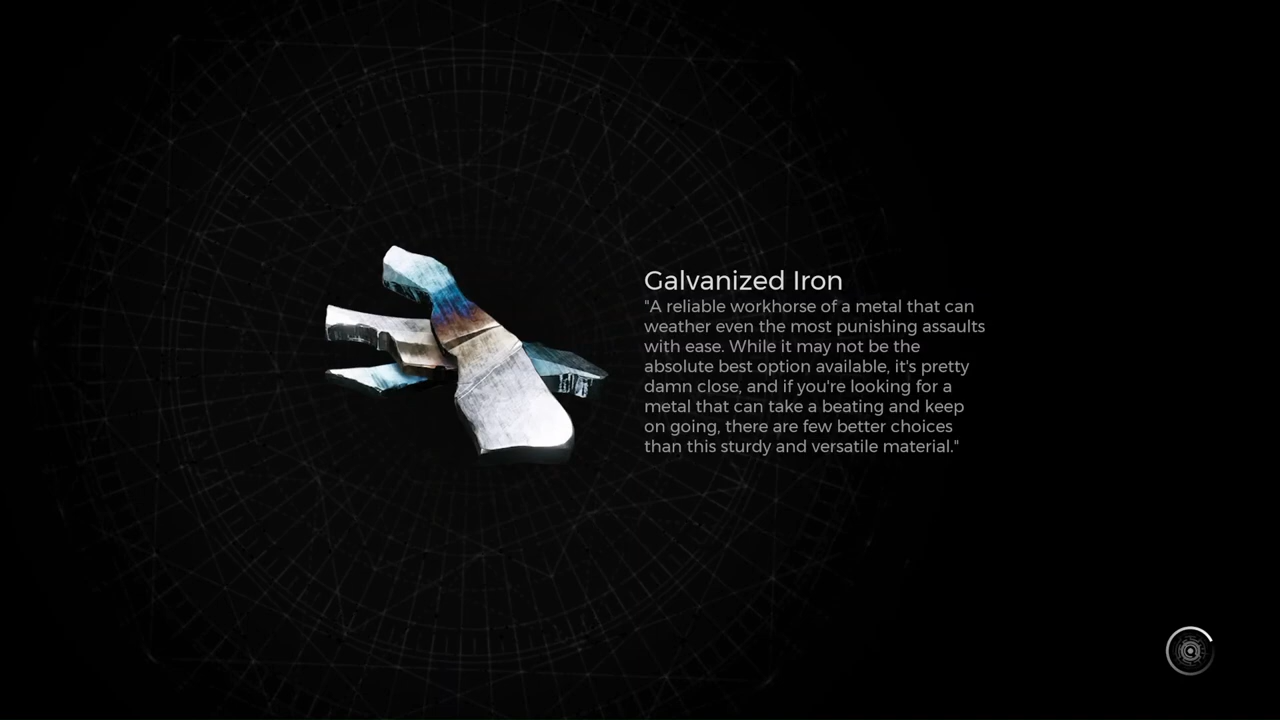 Galvanized Iron
"A reliable workhorse of a metal that can
weather even the most punishing assaults
with ease. While it may not be the
absolute best option available, it's pretty
damn close, and if you're looking for a
metal that can take a beating and keep
on going, there are few better choices
than this sturdy and versatile material."